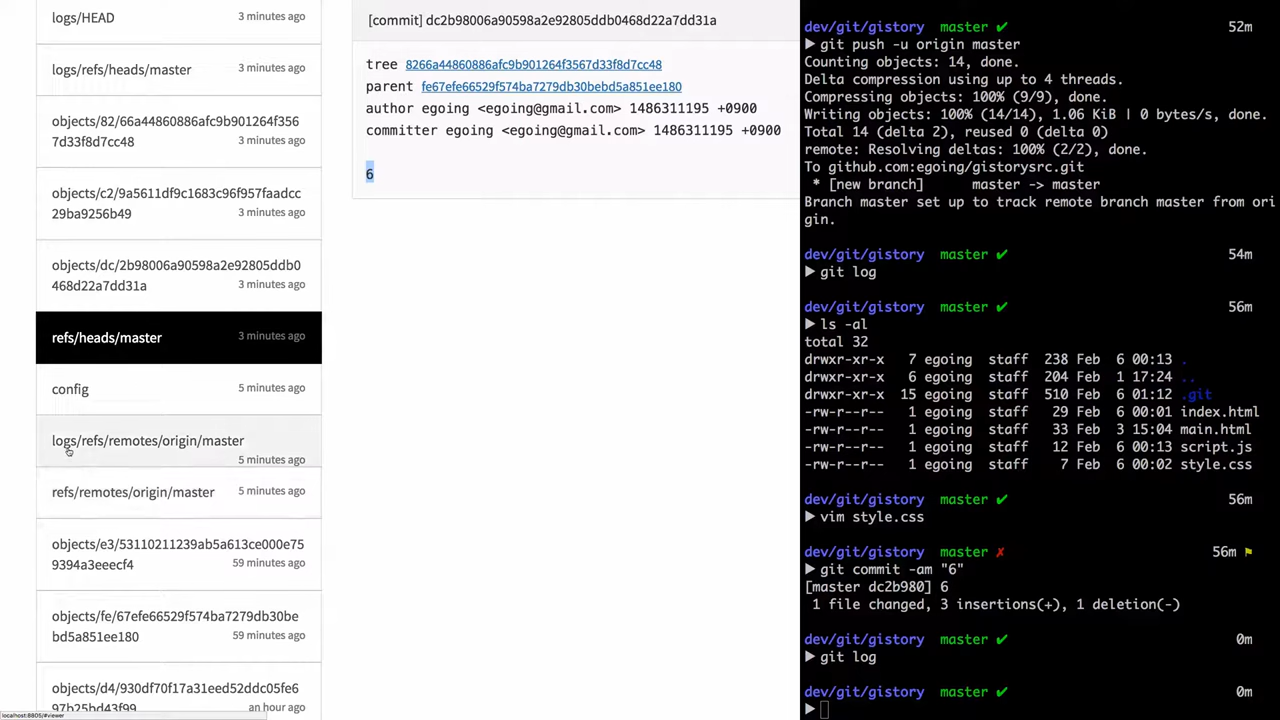 logs/HEAD
3 minutes ago
logs/refs/heads/master
3 minutes ago
objects/82/66a44860886afc9b901264f356
7d33f8d7cc48
3 minutes ago
objects/c2/9a5611df9c1683c96f957faadcc
29ba9256b49
3 minutes ago
objects/dc/2b98006a90598a2e92805ddb0
468d22a7dd31a
3 minutes ago
refs/heads/master
3 minutes ago
config
5 minutes ago
logs/refs/remotes/origin/master
5 minutes ago
refs/remotes/origin/master
5 minutes ago
objects/e3/53110211239ab5a613ce000e75
9394a3eeecf4
59 minutes ago
objects/fe/67efe66529f574ba7279db30be
bd5a851ee180
59 minutes ago
objects/d4/930df70f17a31eed52ddc05fe6
97b25bd43f99
an hour ago
localhost:8805/#viewer
[commit] dc2b98006a90598a2e92805ddb0468d22a7dd31a
tree 8266a44860886afc9b901264f3567d33f8d7cc48
parent fe67efe66529f574ba7279db30bebd5a851ee180
author egoing <egoing@gmail.com> 1486311195 +0900
committer egoing <egoing@gmail.com> 1486311195 +0900
6
dev/git/gistory master ✔ 52m
▶ git push -u origin master
Counting objects: 14, done.
Delta compression using up to 4 threads.
Compressing objects: 100% (9/9), done.
Writing objects: 100% (14/14), 1.06 KiB | 0 bytes/s, done.
Total 14 (delta 2), reused 0 (delta 0)
remote: Resolving deltas: 100% (2/2), done.
To github.com:egoing/gistorysrc.git
* [new branch] master -> master
Branch master set up to track remote branch master from ori
gin.
dev/git/gistory master ✔ 54m
▶ git log
dev/git/gistory master ✔ 56m
▶ ls -al
total 32
drwxr-xr-x 7 egoing staff 238 Feb 6 00:13 .
drwxr-xr-x 6 egoing staff 204 Feb 1 17:24 ..
drwxr-xr-x 15 egoing staff 510 Feb 6 01:12 .git
-rw-r--r-- 1 egoing staff 29 Feb 6 00:01 index.html
-rw-r--r-- 1 egoing staff 33 Feb 3 15:04 main.html
-rw-r--r-- 1 egoing staff 12 Feb 6 00:13 script.js
-rw-r--r-- 1 egoing staff 7 Feb 6 00:02 style.css
dev/git/gistory master ✔ 56m
▶ vim style.css
dev/git/gistory master ✗ 56m ⚑
▶ git commit -am "6"
[master dc2b980] 6
1 file changed, 3 insertions(+), 1 deletion(-)
dev/git/gistory master ✔ 0m
▶ git log
dev/git/gistory master ✔ 0m
▶